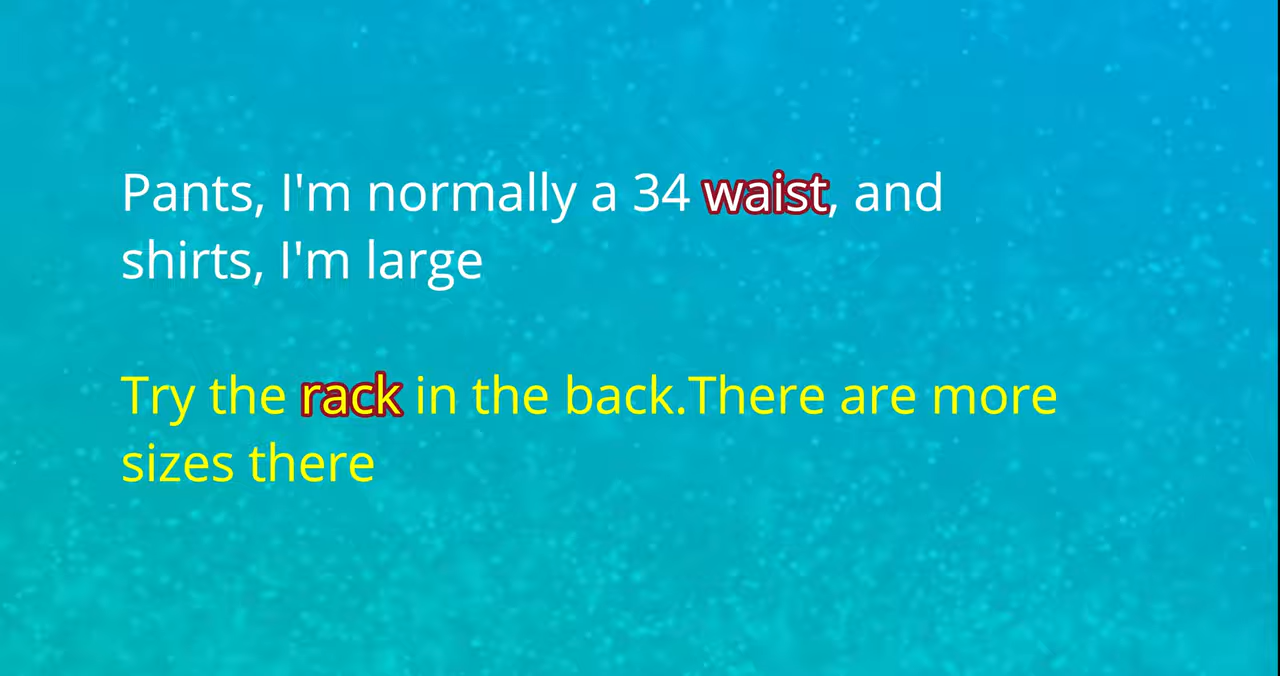 Pants, I'm normally a 34 waist, and
shirts, I'm large
Try the rack in the back.There are more
sizes there